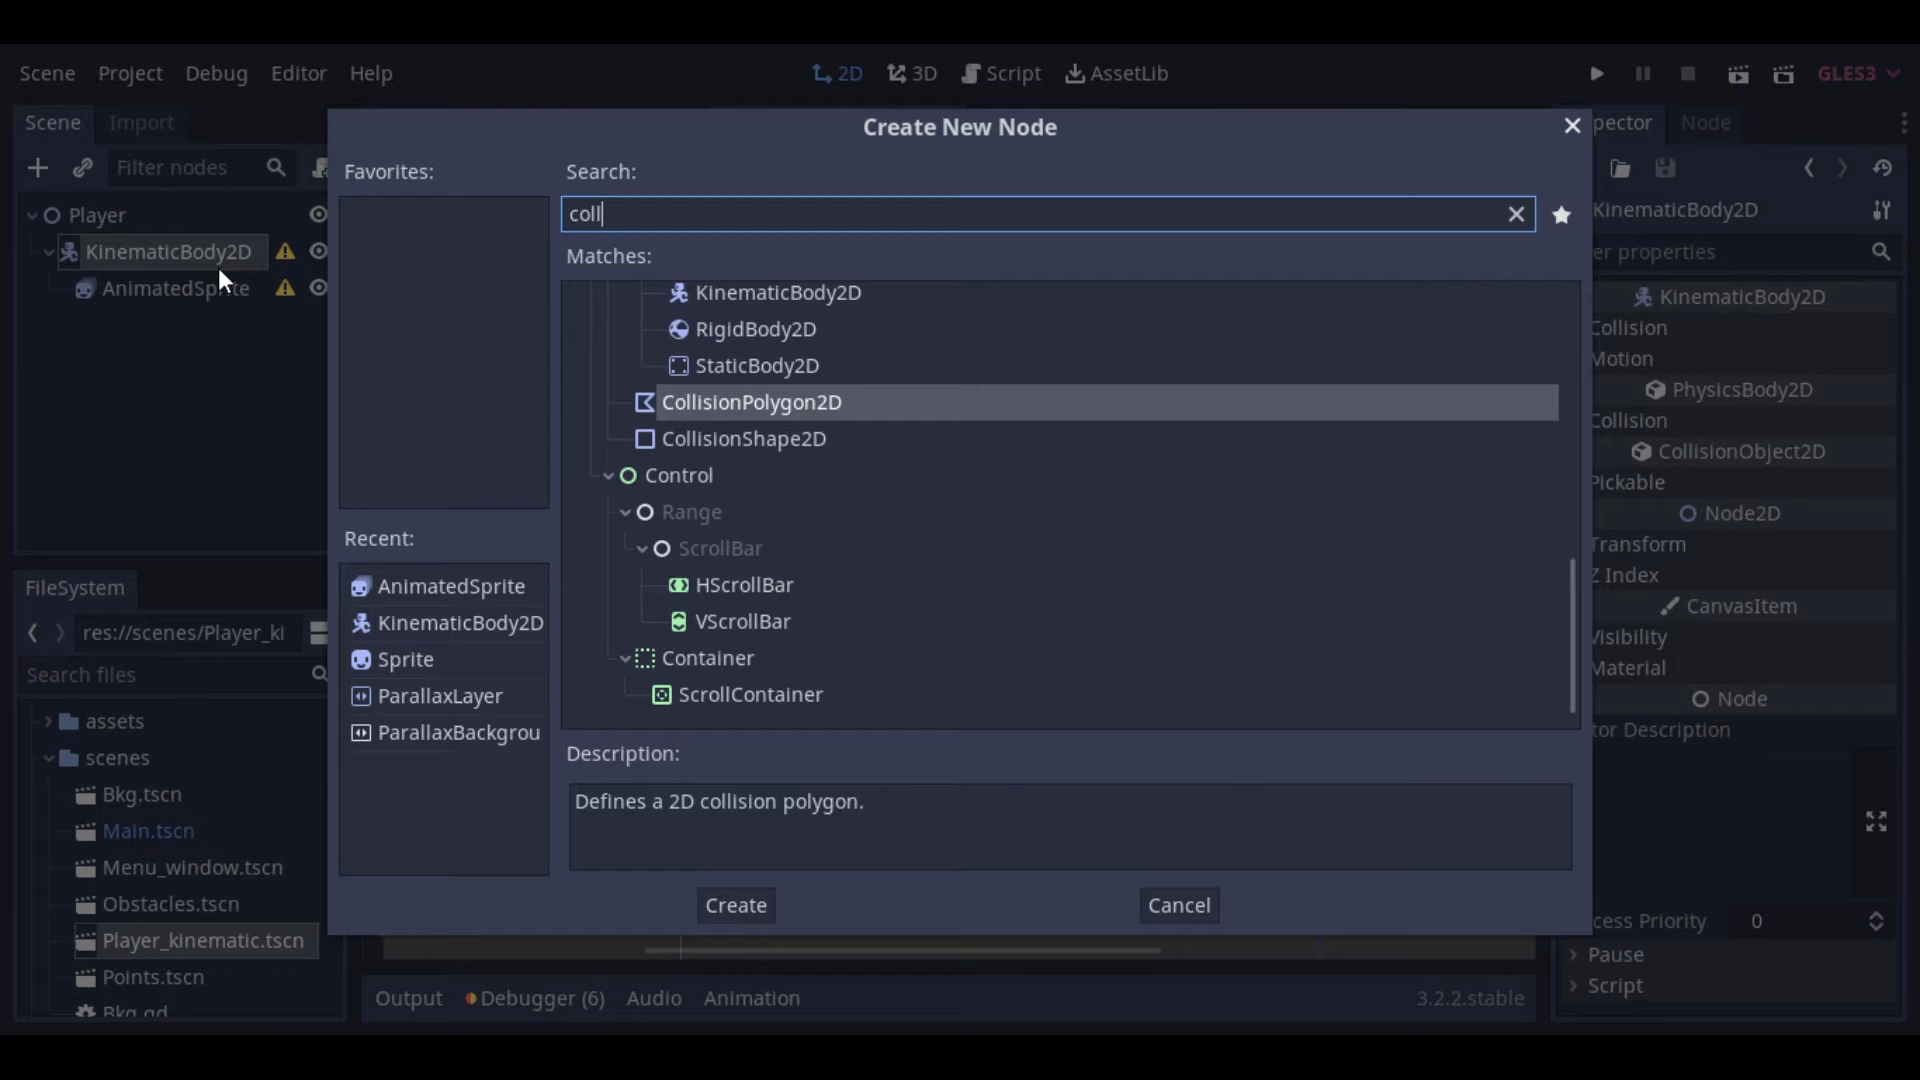 Scene Project Debug Editor Help 2D 3D Script AssetLib GLES3
Scene Import
Filter nodes
Player
KinematicBody2D
AnimatedSprite
FileSystem
res://scenes/Player_ki
Search files
assets
scenes
Bkg.tscn
Main.tscn
Menu_window.tscn
Obstacles.tscn
Player_kinematic.tscn
Points.tscn
Bkg.gd
Create New Node
Favorites:
Recent:
AnimatedSprite
KinematicBody2D
Sprite
ParallaxLayer
ParallaxBackgrou
Search:
coll
Matches:
KinematicBody2D
RigidBody2D
StaticBody2D
CollisionPolygon2D
CollisionShape2D
Control
Range
ScrollBar
HScrollBar
VScrollBar
Container
ScrollContainer
Description:
Defines a 2D collision polygon.
Create Cancel
Output Debugger (6) Audio Animation 3.2.2.stable
pector Node
KinematicBody2D
er properties
KinematicBody2D
Collision
Motion
PhysicsBody2D
Collision
CollisionObject2D
Pickable
Node2D
Transform
Z Index
CanvasItem
Visibility
Material
Node
tor Description
cess Priority 0
Pause
Script